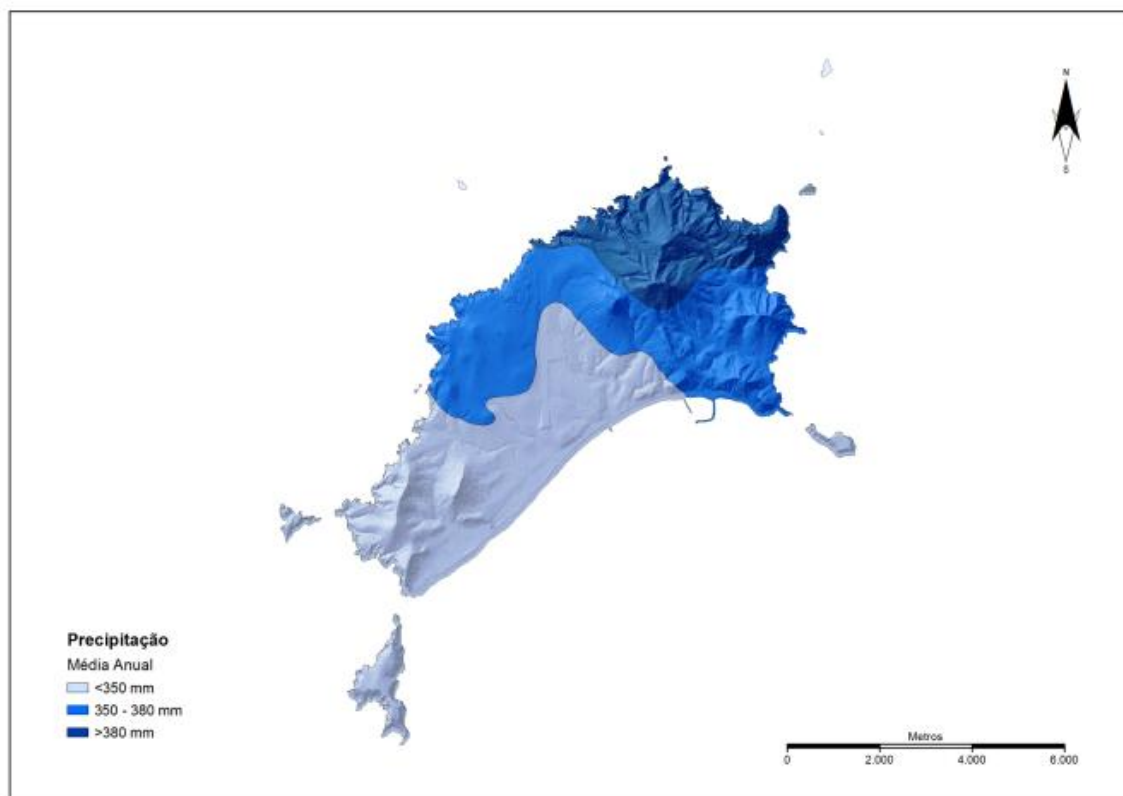 N
S
Precipitação
Média Anual
<350 mm
350 - 380 mm
>380 mm
Metros
0 2.000 4.000 6.000